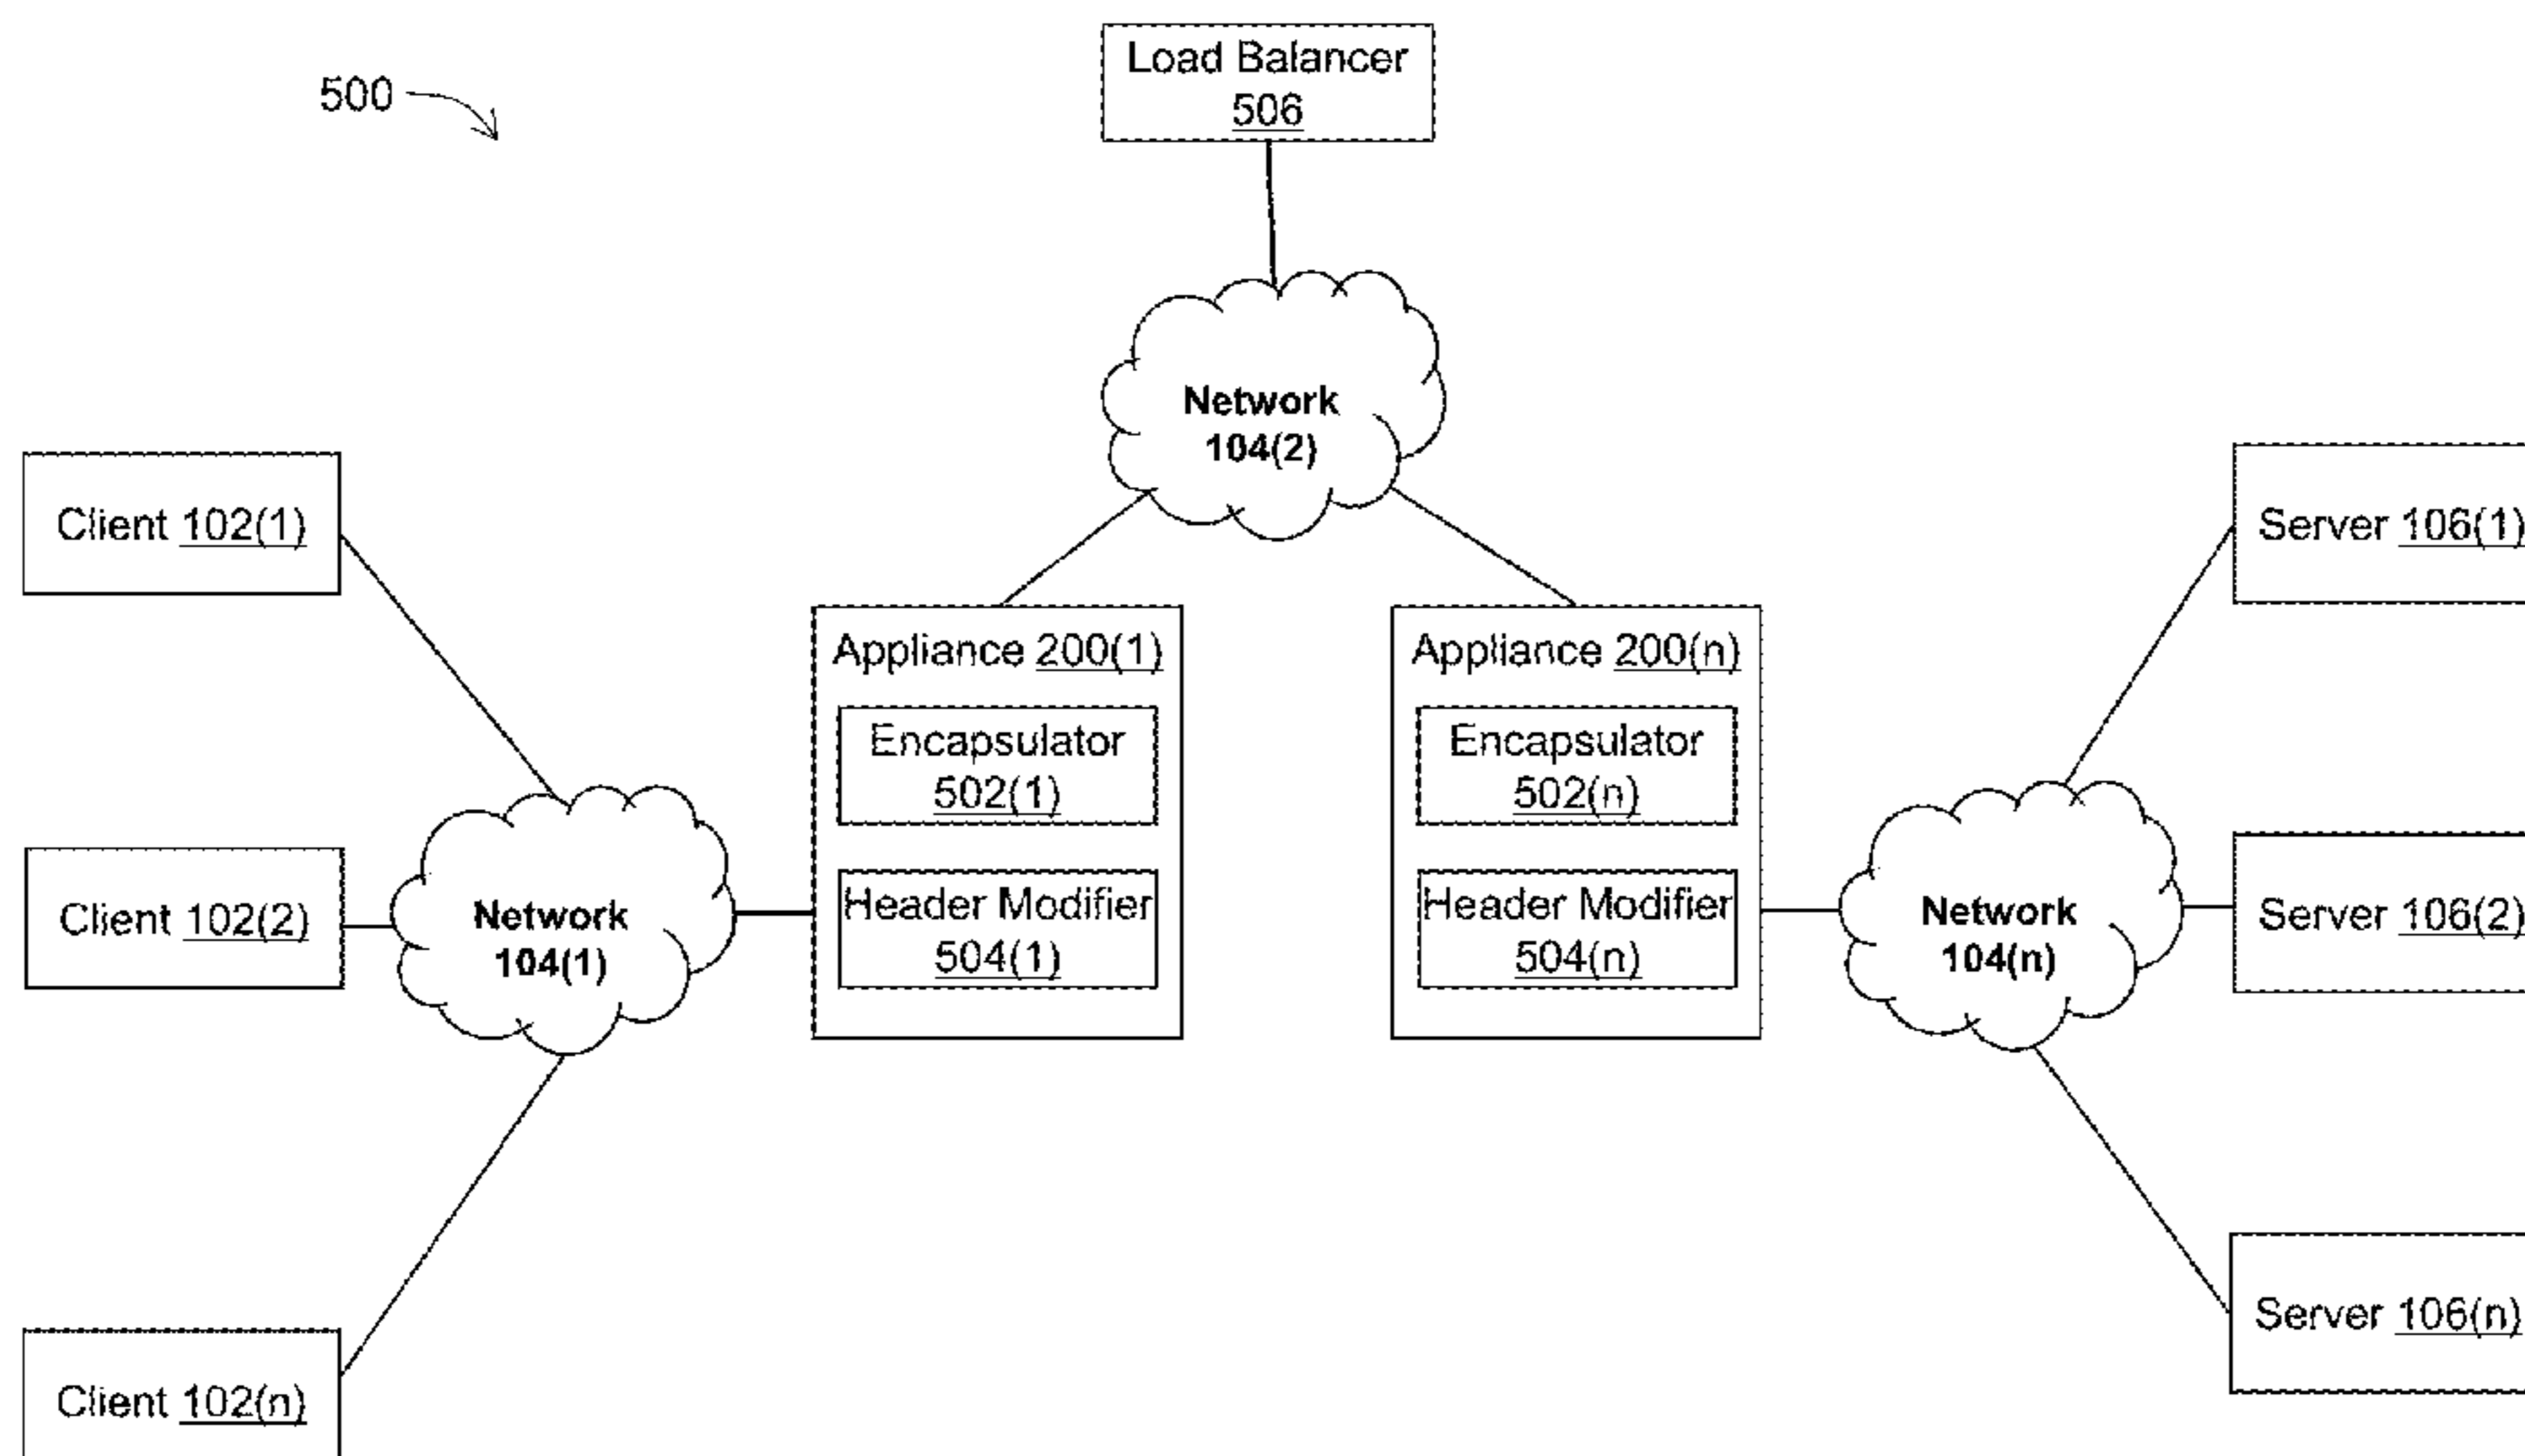 Load Balancer
506
500
Network
104(2)
Client 102(1)
Server 106(1)
Appliance 200(1)
Encapsulator
502(1)
Header Modifier
504(1)
Appliance 200(n)
Encapsulator
502(n)
Header Modifier
504(n)
Client 102(2)
Network
104(1)
Network
104(n)
Server 106(2)
Server 106(n)
Client 102(n)